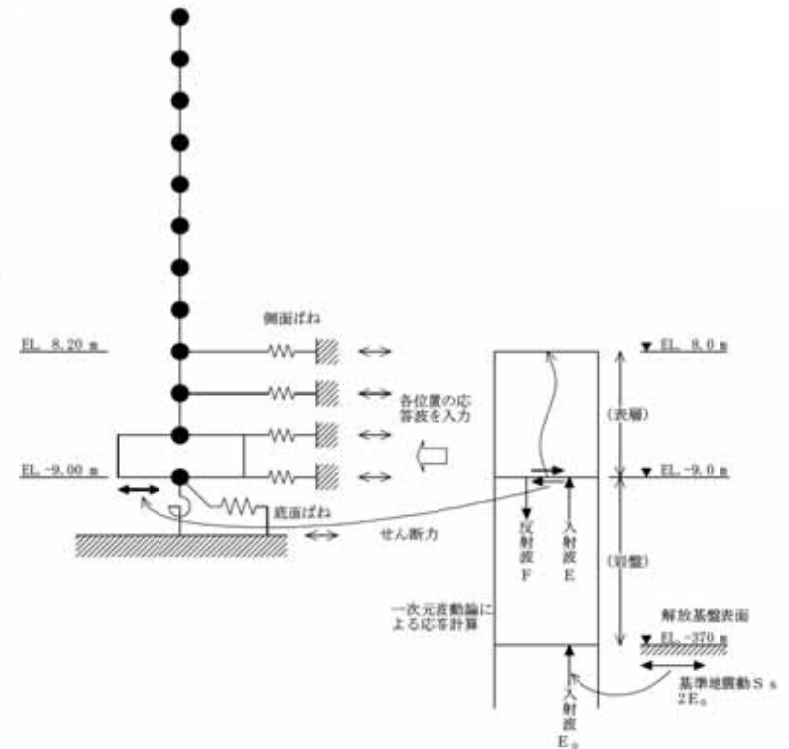 側面ばね
EL. 8.20 m
各位置の応
答波を入力
EL.-9.00 m
底面ばね
せん断力
EL. 8.0 m
(表層)
EL.-9.0 m
反射波F
入射波E
(岩盤)
一次元波動論に
よる応答計算
解放基盤表面
EL.-370 m
基準地震動Ss
2E₀
入射波
E₀